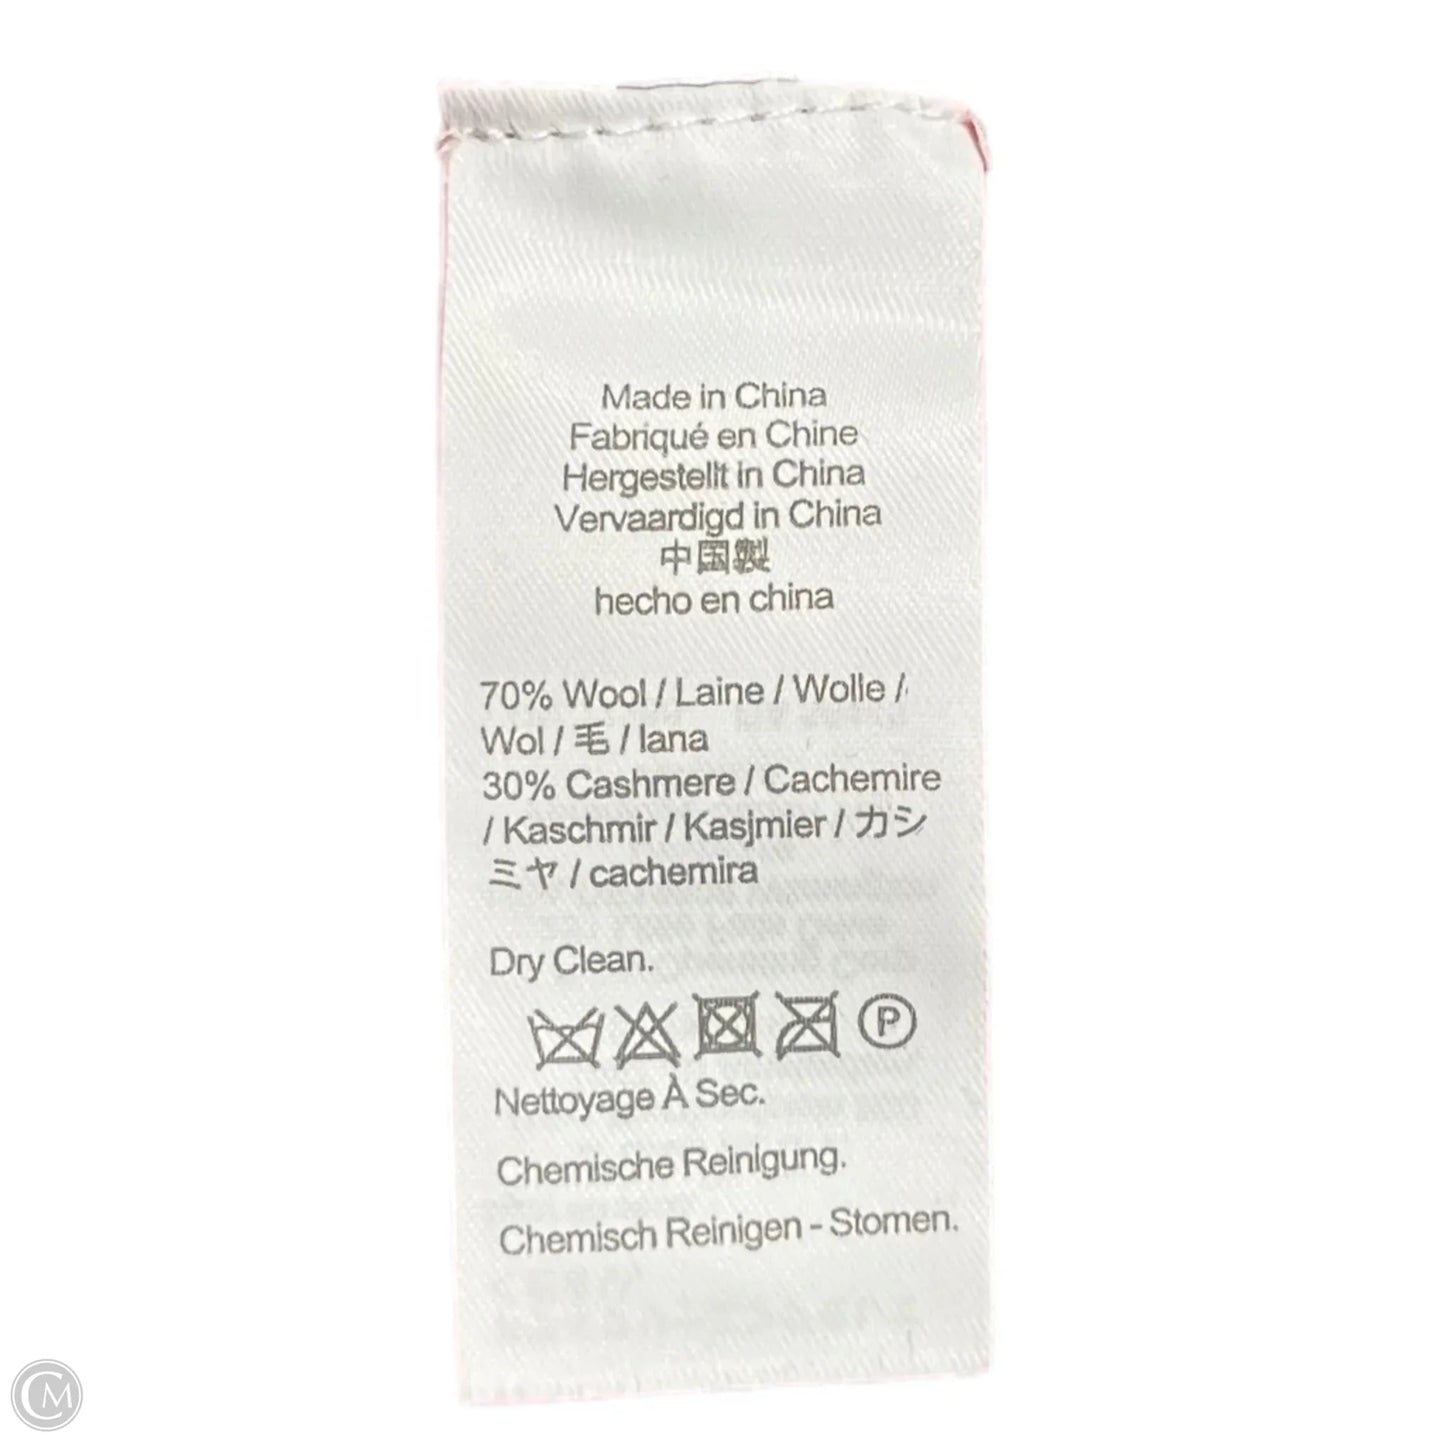 Made in China
Fabriqué en Chine
Hergestellt in China
Vervaardigd in China
中国製
hecho en china
70% Wool / Laine / Wolle /
Wol / 毛 / lana
30% Cashmere / Cachemire
/ Kaschmir / Kasjmier / カシ
ミヤ / cachemira
Dry Clean.
P
Nettoyage À Sec.
Chemische Reinigung.
Chemisch Reinigen - Stomen.
CM